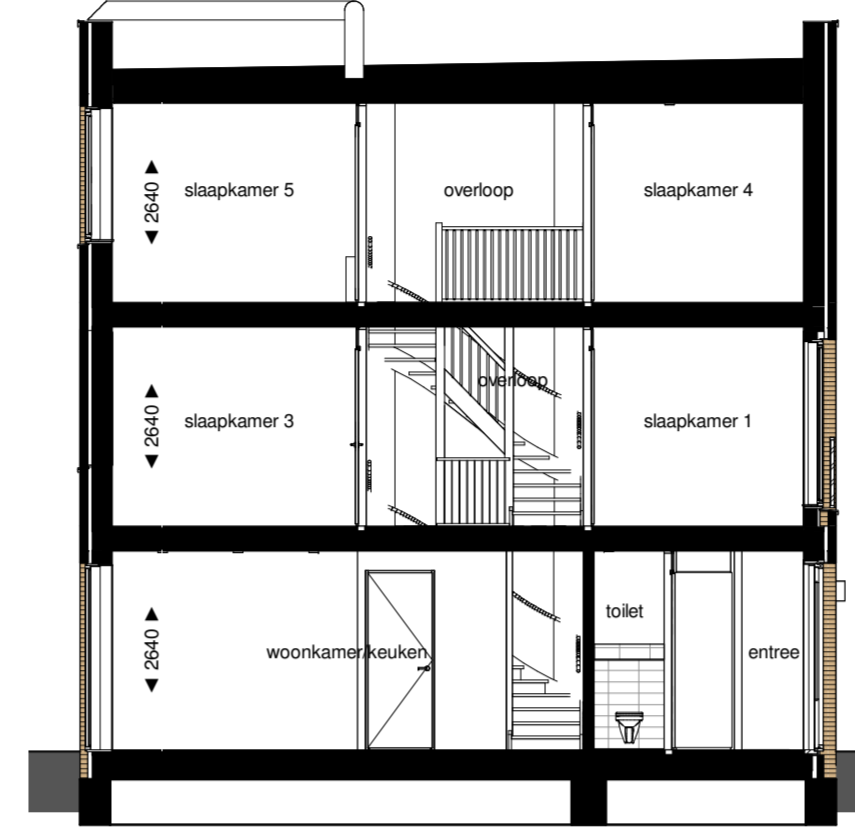 2640
slaapkamer 5
overloop
slaapkamer 4
2640
slaapkamer 3
overloop
slaapkamer 1
2640
woonkamer/keuken
toilet
entree